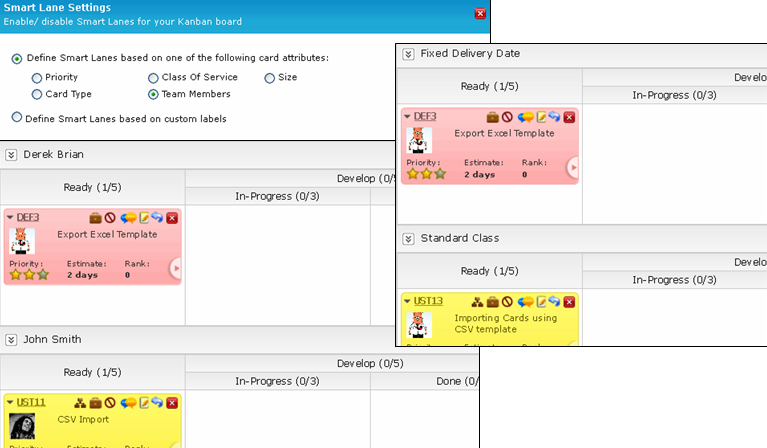 Smart Lane Settings
Enable/ disable Smart Lanes for your Kanban board
Define Smart Lanes based on one of the following card attributes:
Priority Class Of Service Size
Card Type Team Members
Define Smart Lanes based on custom labels
Derek Brian
Ready (1/5)
Develop (0/5
In-Progress (0/3)
DEF3
Export Excel Template
Priority: Estimate: Rank:
2 days 0
John Smith
Ready (1/5)
Develop (0/5)
In-Progress (0/3) Done (0/
UST11
CSV Import
Fixed Delivery Date
Ready (1/5)
Develo
In-Progress (0/3)
DEF3
Export Excel Template
Priority: Estimate: Rank:
2 days 0
Standard Class
Ready (1/5)
Develo
In-Progress (0/3)
UST13
Importing Cards using
CSV template